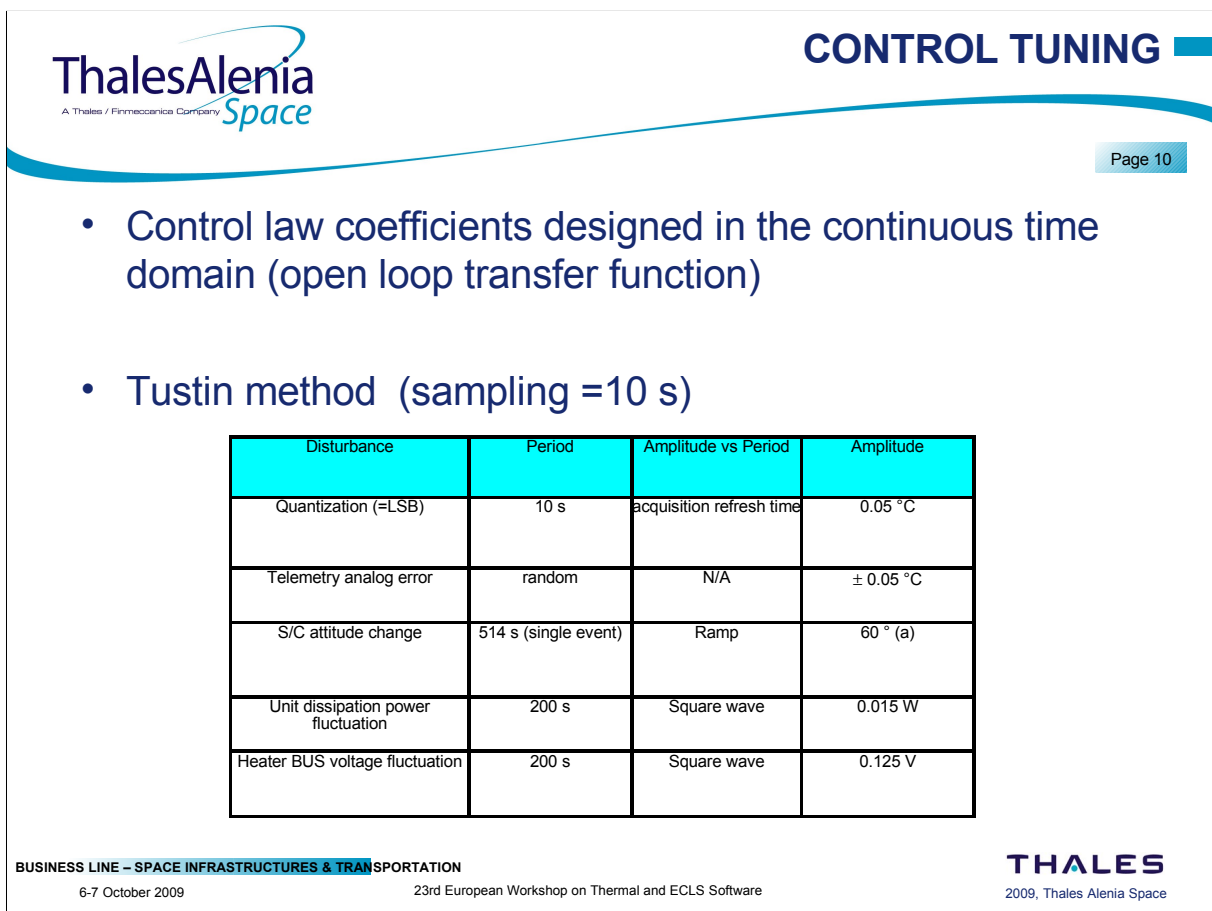 ThalesAlenia
A Thales / Finmeccanica Company Space
CONTROL TUNING
Page 10
• Control law coefficients designed in the continuous time
domain (open loop transfer function)
• Tustin method (sampling =10 s)
Disturbance Period Amplitude vs Period Amplitude
Quantization (=LSB) 10 s acquisition refresh time 0.05 °C
Telemetry analog error random N/A ± 0.05 °C
S/C attitude change 514 s (single event) Ramp 60 ° (a)
Unit dissipation power
fluctuation 200 s Square wave 0.015 W
Heater BUS voltage fluctuation 200 s Square wave 0.125 V
BUSINESS LINE – SPACE INFRASTRUCTURES & TRANSPORTATION
6-7 October 2009
23rd European Workshop on Thermal and ECLS Software
THALES
2009, Thales Alenia Space